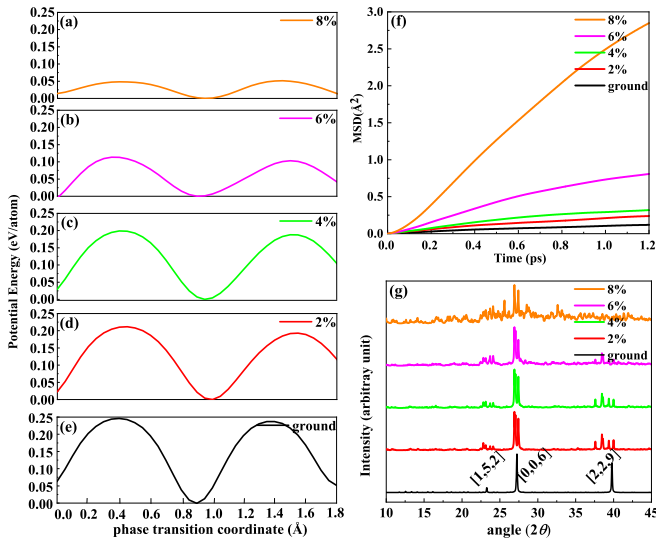 (a)
8%
0.25
0.20
0.15
0.10
0.05
0.00
(b)
6%
0.20
0.15
0.10
0.05
0.00
(c)
4%
0.25
0.20
0.15
0.10
0.05
0.00
(d)
2%
0.25
0.20
0.15
0.10
0.05
0.00
(e)
ground
0.25
0.20
0.15
0.10
0.05
0.00
0.0 0.2 0.4 0.6 0.8 1.0 1.2 1.4 1.6 1.8
phase transition coordinate (Å)
Potential Energy (eV/atom)
(f)
8%
6%
4%
2%
ground
3.0
2.5
2.0
1.5
1.0
0.5
0.0
0.0 0.2 0.4 0.6 0.8 1.0 1.2
Time (ps)
MSD(Å²)
(g)
8%
6%
4%
2%
ground
[1,5,2]
[0,0,6]
[2,2,9]
10 15 20 25 30 35 40 45
angle (2θ)
Intensity (arbitray unit)